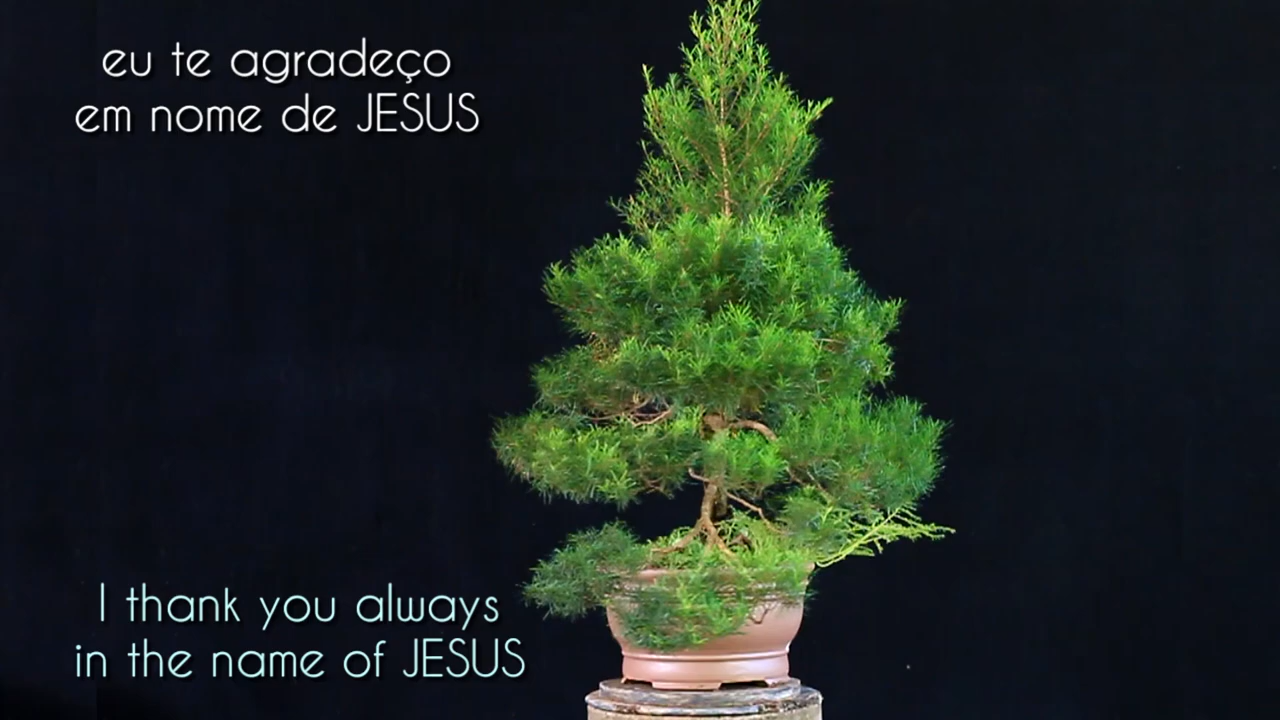 eu te agradeço
em nome de JESUS
I thank you always
in the name of JESUS